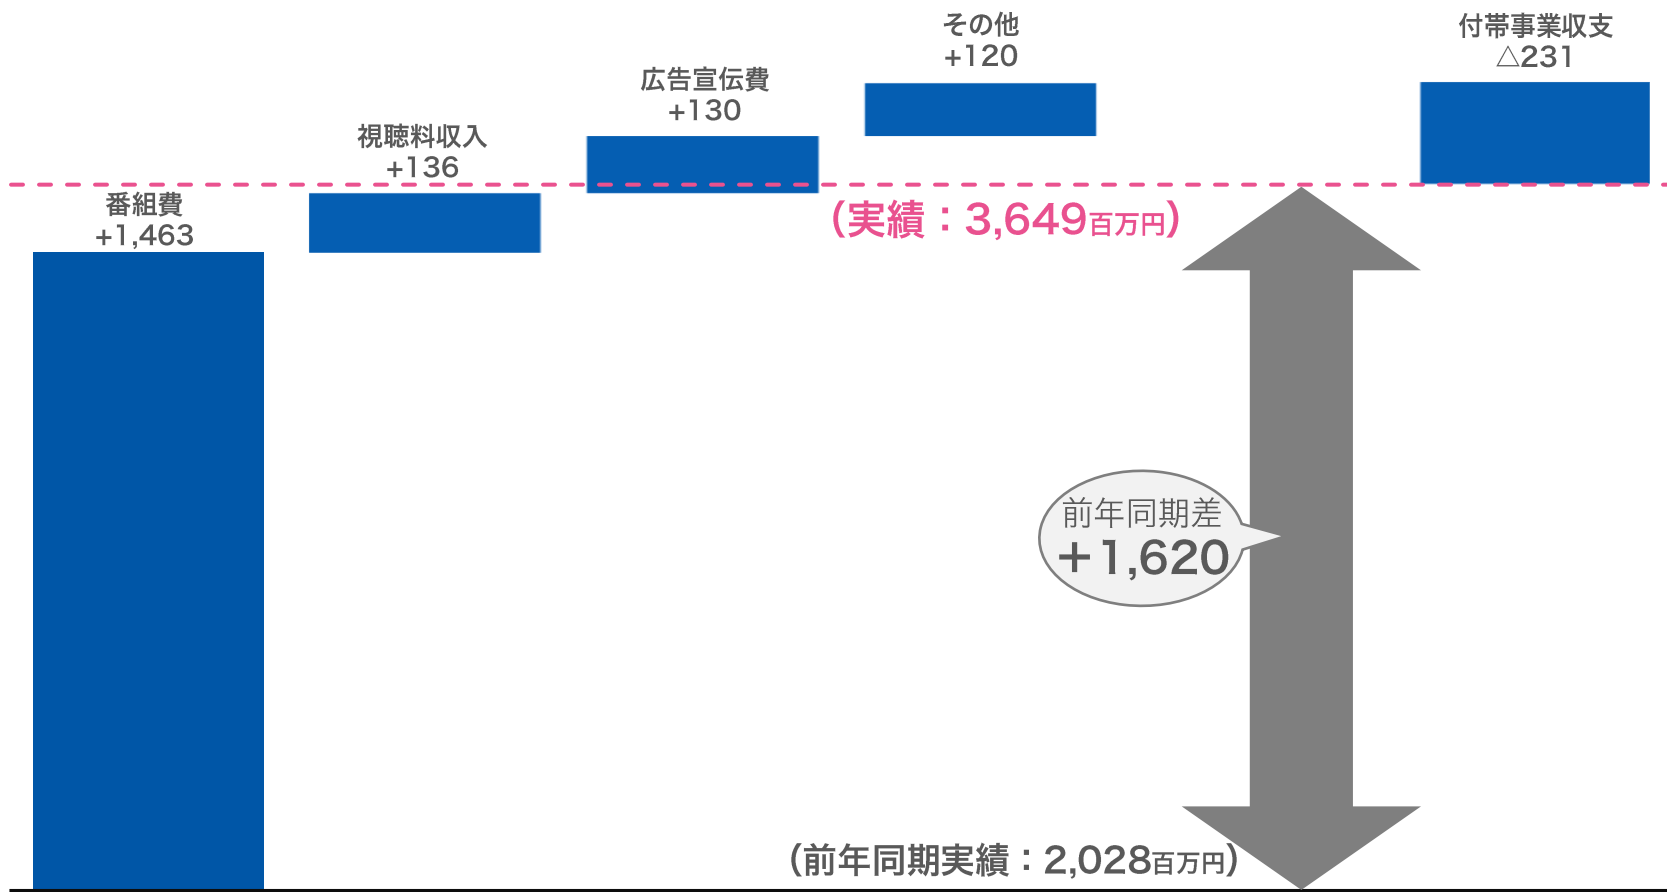 番組費
+1,463
視聴料収入
+136
広告宣伝費
+130
その他
+120
付帯事業収支
△231
(実績：3,649百万円)
前年同期差
＋1,620
(前年同期実績：2,028百万円)